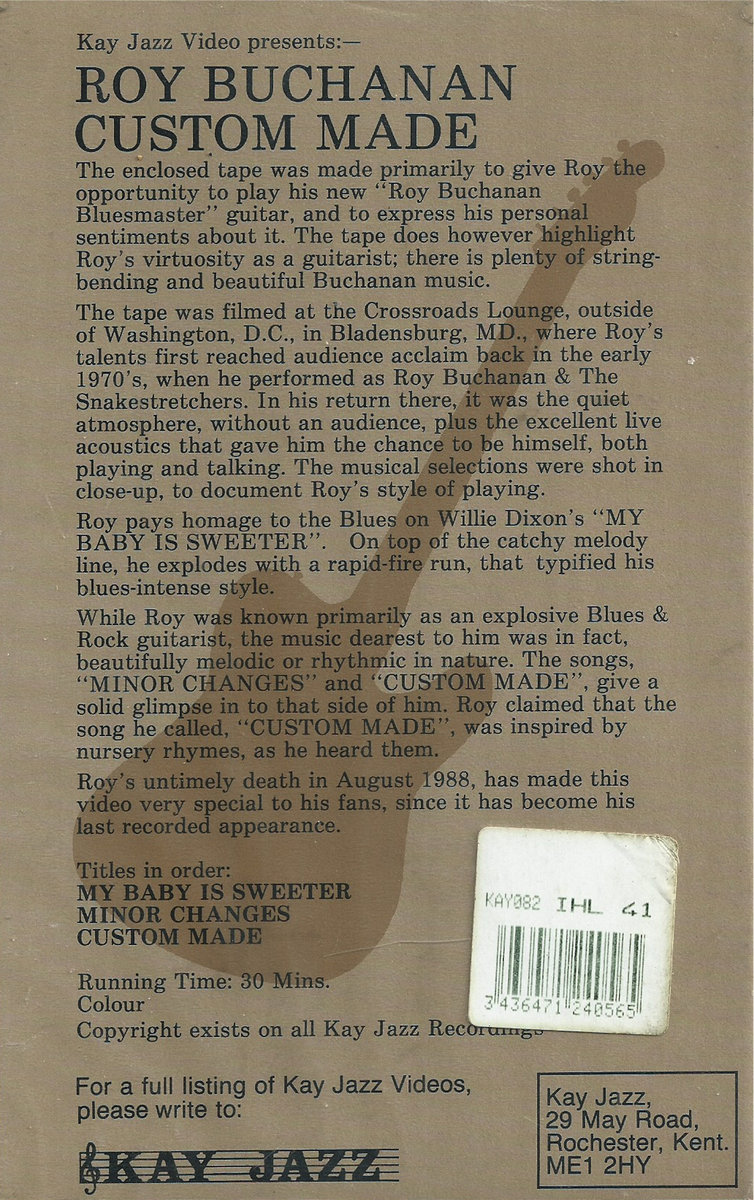 Kay Jazz Video presents:—
ROY BUCHANAN
CUSTOM MADE
The enclosed tape was made primarily to give Roy the
opportunity to play his new “Roy Buchanan
Bluesmaster” guitar, and to express his personal
sentiments about it. The tape does however highlight
Roy’s virtuosity as a guitarist; there is plenty of string-
bending and beautiful Buchanan music.
The tape was filmed at the Crossroads Lounge, outside
of Washington, D.C., in Bladensburg, MD., where Roy’s
talents first reached audience acclaim back in the early
1970’s, when he performed as Roy Buchanan & The
Snakestretchers. In his return there, it was the quiet
atmosphere, without an audience, plus the excellent live
acoustics that gave him the chance to be himself, both
playing and talking. The musical selections were shot in
close-up, to document Roy’s style of playing.
Roy pays homage to the Blues on Willie Dixon’s “MY
BABY IS SWEETER”. On top of the catchy melody
line, he explodes with a rapid-fire run, that typified his
blues-intense style.
While Roy was known primarily as an explosive Blues &
Rock guitarist, the music dearest to him was in fact,
beautifully melodic or rhythmic in nature. The songs,
“MINOR CHANGES” and “CUSTOM MADE”, give a
solid glimpse in to that side of him. Roy claimed that the
song he called, “CUSTOM MADE”, was inspired by
nursery rhymes, as he heard them.
Roy’s untimely death in August 1988, has made this
video very special to his fans, since it has become his
last recorded appearance.
Titles in order:
MY BABY IS SWEETER
MINOR CHANGES
CUSTOM MADE
KAY082 IHL 41
3 436471 240565
Running Time: 30 Mins.
Colour
Copyright exists on all Kay Jazz Recordings
For a full listing of Kay Jazz Videos,
please write to:
KAY JAZZ
Kay Jazz,
29 May Road,
Rochester, Kent.
ME1 2HY